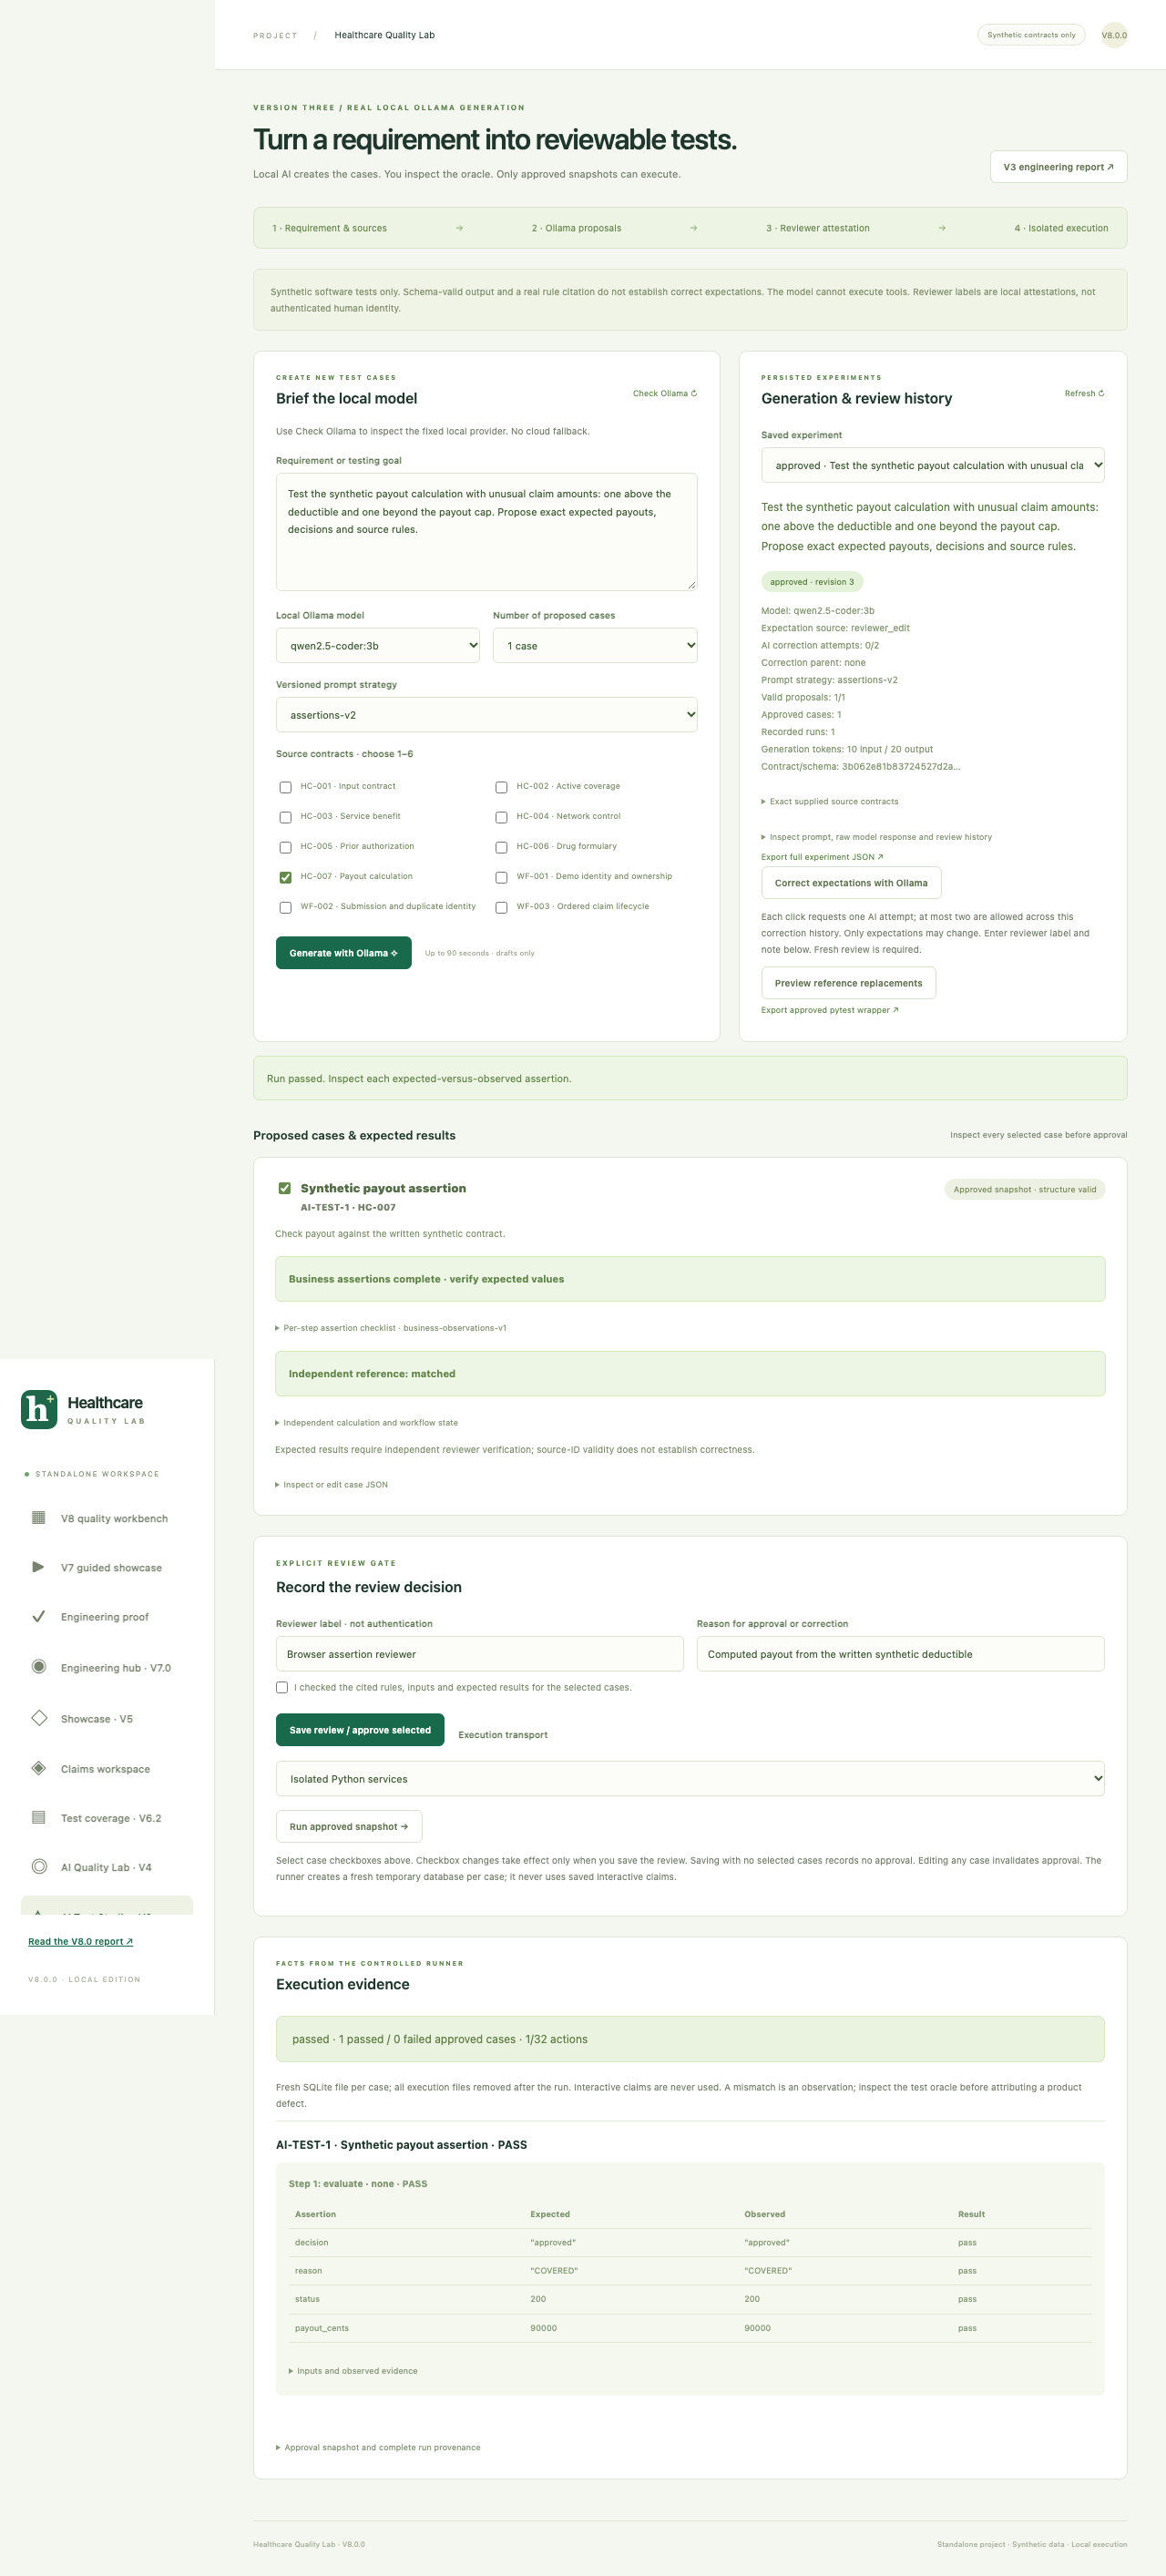 PROJECT / Healthcare Quality Lab
Synthetic contracts only
V8.0.0
VERSION THREE / REAL LOCAL OLLAMA GENERATION
Turn a requirement into reviewable tests.
Local AI creates the cases. You inspect the oracle. Only approved snapshots can execute.
V3 engineering report ↗
1 · Requirement & sources → 2 · Ollama proposals → 3 · Reviewer attestation → 4 · Isolated execution
Synthetic software tests only. Schema-valid output and a real rule citation do not establish correct expectations. The model cannot execute tools. Reviewer labels are local attestations, not
authenticated human identity.
CREATE NEW TEST CASES
Brief the local model
Check Ollama ↻
Use Check Ollama to inspect the fixed local provider. No cloud fallback.
Requirement or testing goal
Test the synthetic payout calculation with unusual claim amounts: one above the
deductible and one beyond the payout cap. Propose exact expected payouts,
decisions and source rules.
Local Ollama model
Number of proposed cases
qwen2.5-coder:3b
1 case
Versioned prompt strategy
assertions-v2
Source contracts · choose 1–6
HC-001 · Input contract
HC-002 · Active coverage
HC-003 · Service benefit
HC-004 · Network control
HC-005 · Prior authorization
HC-006 · Drug formulary
HC-007 · Payout calculation
WF-001 · Demo identity and ownership
WF-002 · Submission and duplicate identity
WF-003 · Ordered claim lifecycle
Generate with Ollama ✧
Up to 90 seconds · drafts only
PERSISTED EXPERIMENTS
Generation & review history
Refresh ↻
Saved experiment
approved · Test the synthetic payout calculation with unusual cla
Test the synthetic payout calculation with unusual claim amounts:
one above the deductible and one beyond the payout cap.
Propose exact expected payouts, decisions and source rules.
approved · revision 3
Model: qwen2.5-coder:3b
Expectation source: reviewer_edit
AI correction attempts: 0/2
Correction parent: none
Prompt strategy: assertions-v2
Valid proposals: 1/1
Approved cases: 1
Recorded runs: 1
Generation tokens: 10 input / 20 output
Contract/schema: 3b062e81b83724527d2a…
▶ Exact supplied source contracts
▶ Inspect prompt, raw model response and review history
Export full experiment JSON ↗
Correct expectations with Ollama
Each click requests one AI attempt; at most two are allowed across this
correction history. Only expectations may change. Enter reviewer label and
note below. Fresh review is required.
Preview reference replacements
Export approved pytest wrapper ↗
Run passed. Inspect each expected-versus-observed assertion.
Proposed cases & expected results
Inspect every selected case before approval
Synthetic payout assertion
Approved snapshot · structure valid
AI-TEST-1 · HC-007
Check payout against the written synthetic contract.
Business assertions complete · verify expected values
▶ Per-step assertion checklist · business-observations-v1
Independent reference: matched
▶ Independent calculation and workflow state
Expected results require independent reviewer verification; source-ID validity does not establish correctness.
▶ Inspect or edit case JSON
EXPLICIT REVIEW GATE
Record the review decision
Reviewer label · not authentication
Reason for approval or correction
Browser assertion reviewer
Computed payout from the written synthetic deductible
I checked the cited rules, inputs and expected results for the selected cases.
Save review / approve selected
Execution transport
Isolated Python services
Run approved snapshot →
Select case checkboxes above. Checkbox changes take effect only when you save the review. Saving with no selected cases records no approval. Editing any case invalidates approval. The
runner creates a fresh temporary database per case; it never uses saved interactive claims.
FACTS FROM THE CONTROLLED RUNNER
Execution evidence
passed · 1 passed / 0 failed approved cases · 1/32 actions
Fresh SQLite file per case; all execution files removed after the run. Interactive claims are never used. A mismatch is an observation; inspect the test oracle before attributing a product
defect.
AI-TEST-1 · Synthetic payout assertion · PASS
Step 1: evaluate · none · PASS
Assertion Expected Observed Result
decision "approved" "approved" pass
reason "COVERED" "COVERED" pass
status 200 200 pass
payout_cents 90000 90000 pass
▶ Inputs and observed evidence
▶ Approval snapshot and complete run provenance
Healthcare Quality Lab · V8.0.0
Standalone project · Synthetic data · Local execution
h+
Healthcare
QUALITY LAB
STANDALONE WORKSPACE
V8 quality workbench
V7 guided showcase
Engineering proof
Engineering hub · V7.0
Showcase · V5
Claims workspace
Test coverage · V6.2
AI Quality Lab · V4
Read the V8.0 report ↗
V8.0.0 · LOCAL EDITION